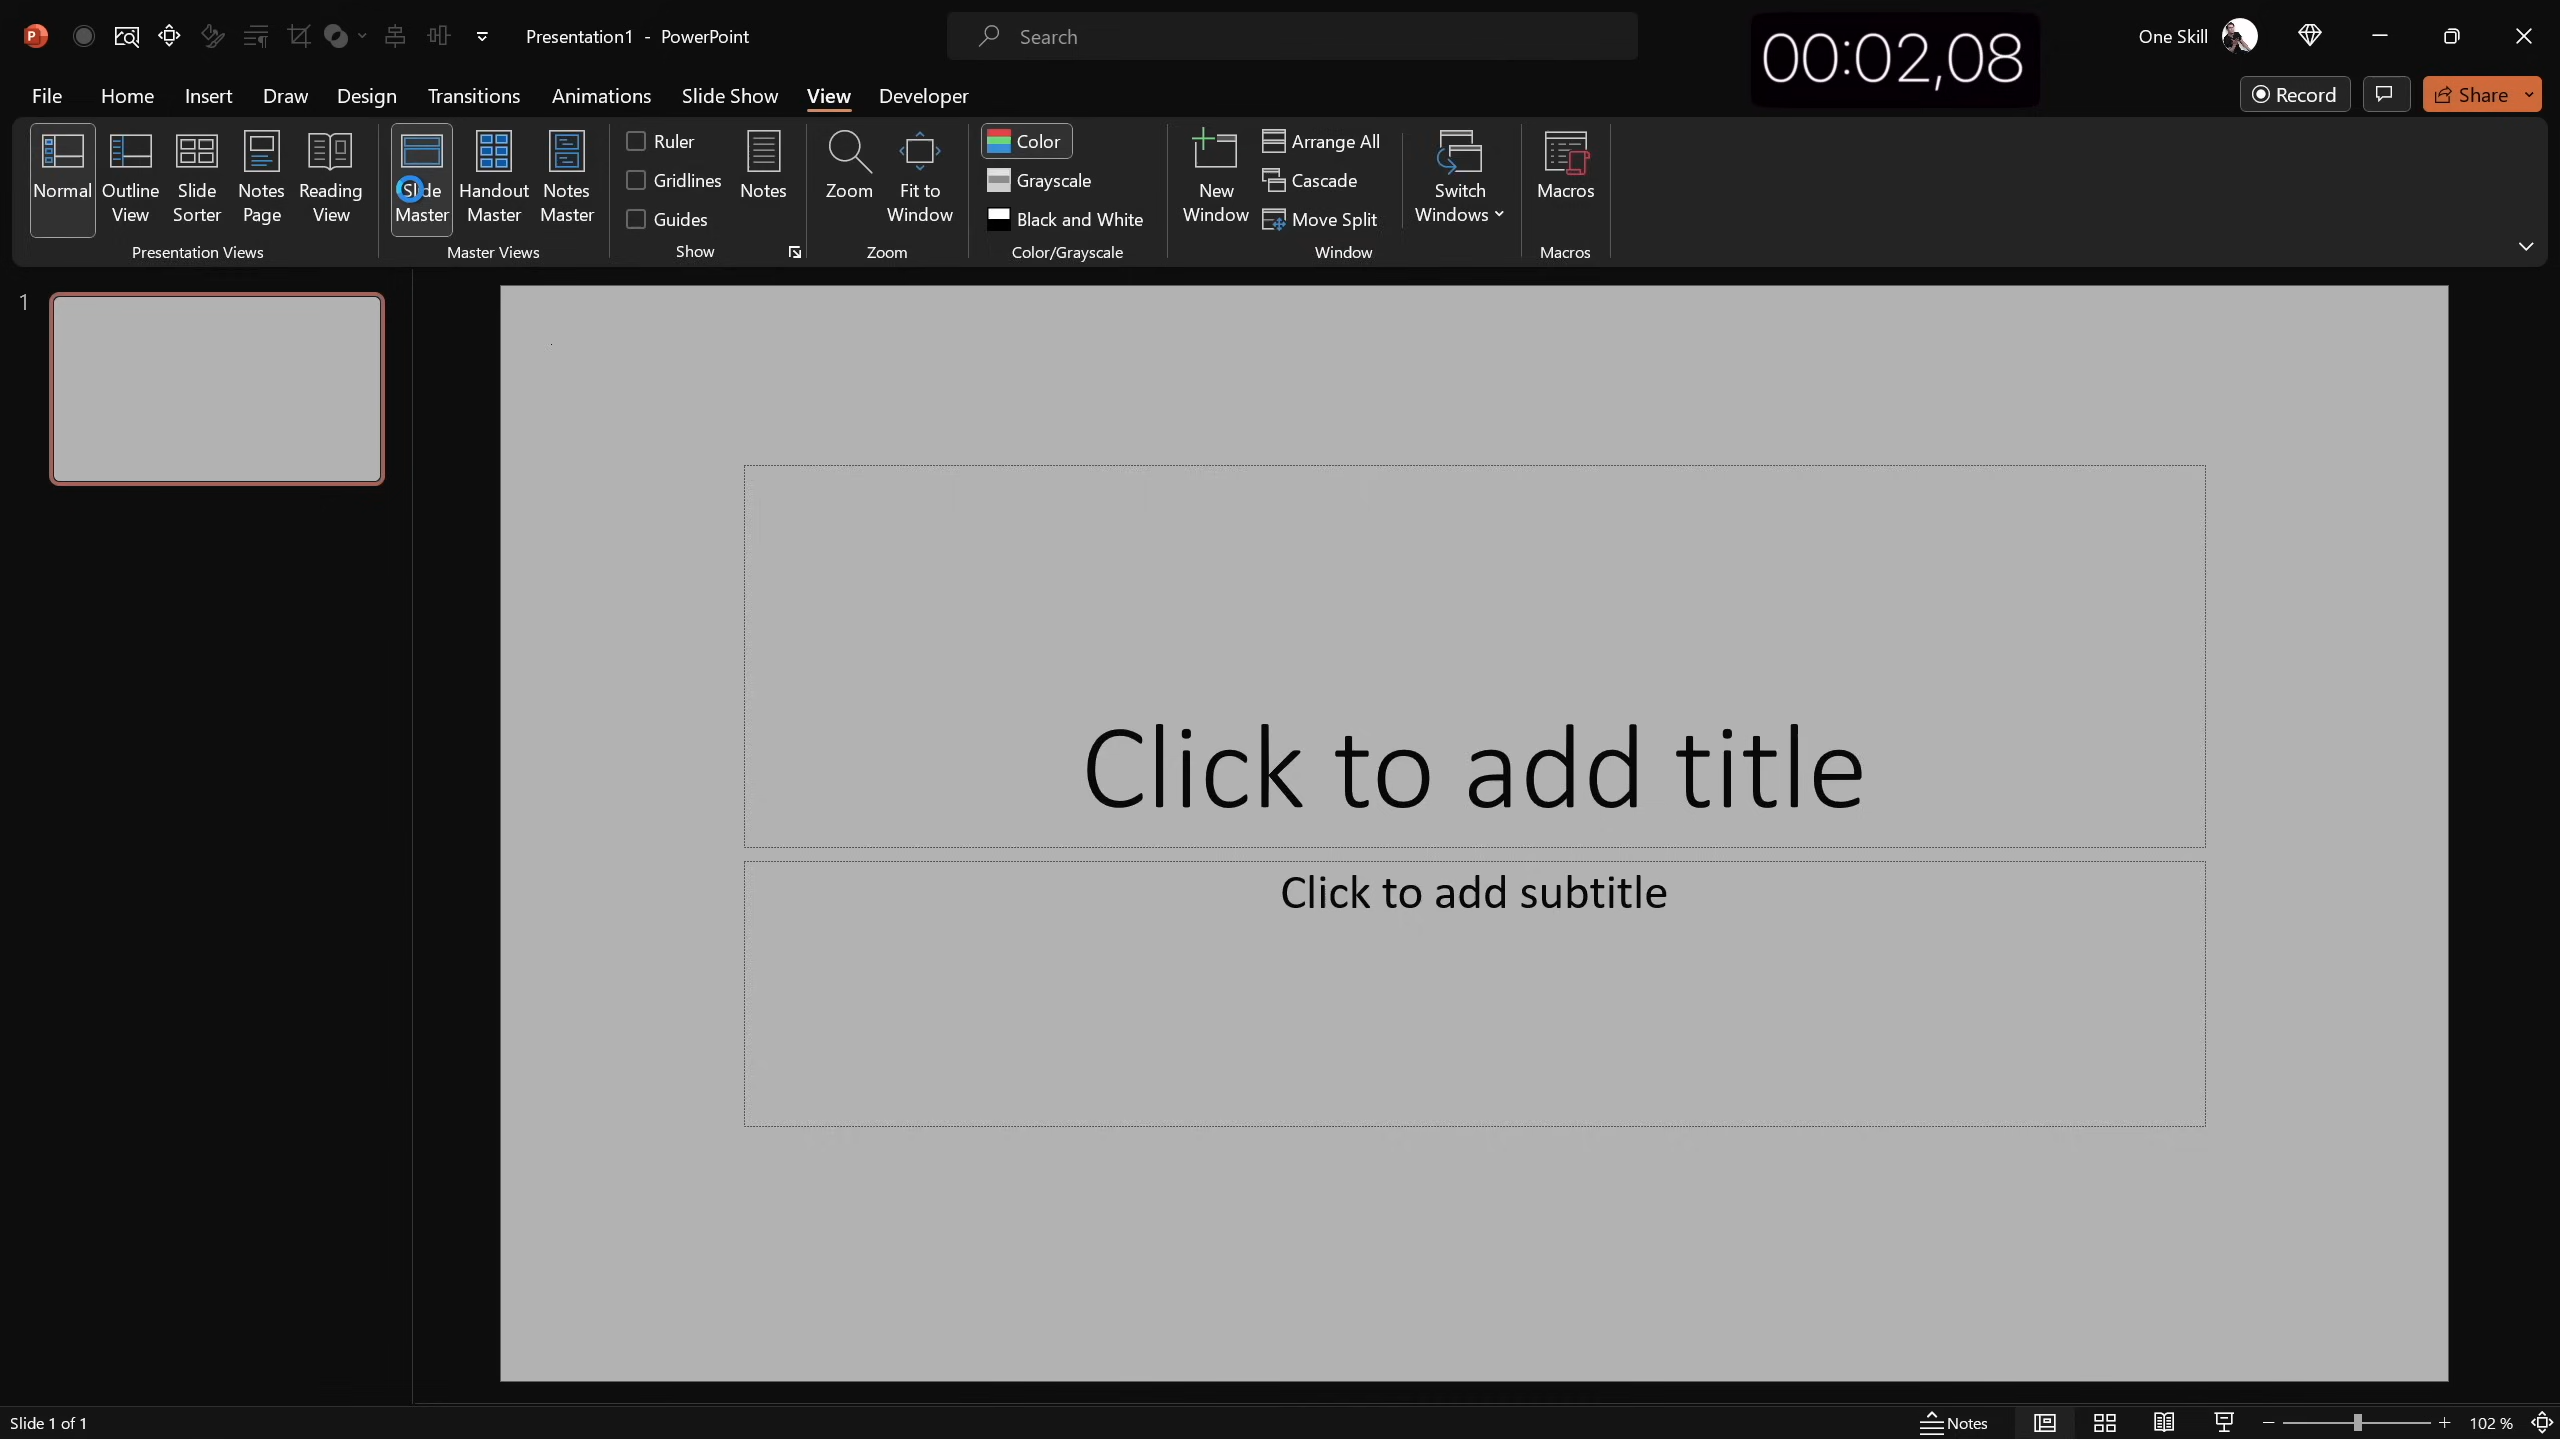 Presentation1 - PowerPoint
Search
00:02,08
One Skill
File Home Insert Draw Design Transitions Animations Slide Show View Developer
Record
Share
Normal
Outline
View
Slide
Sorter
Notes
Page
Reading
View
Presentation Views
Slide
Master
Handout
Master
Notes
Master
Master Views
Ruler
Gridlines
Guides
Notes
Show
Zoom
Fit to
Window
Zoom
Color
Grayscale
Black and White
Color/Grayscale
New
Window
Arrange All
Cascade
Move Split
Switch
Windows
Window
Macros
Macros
1
Click to add title
Click to add subtitle
Slide 1 of 1
Notes
102 %